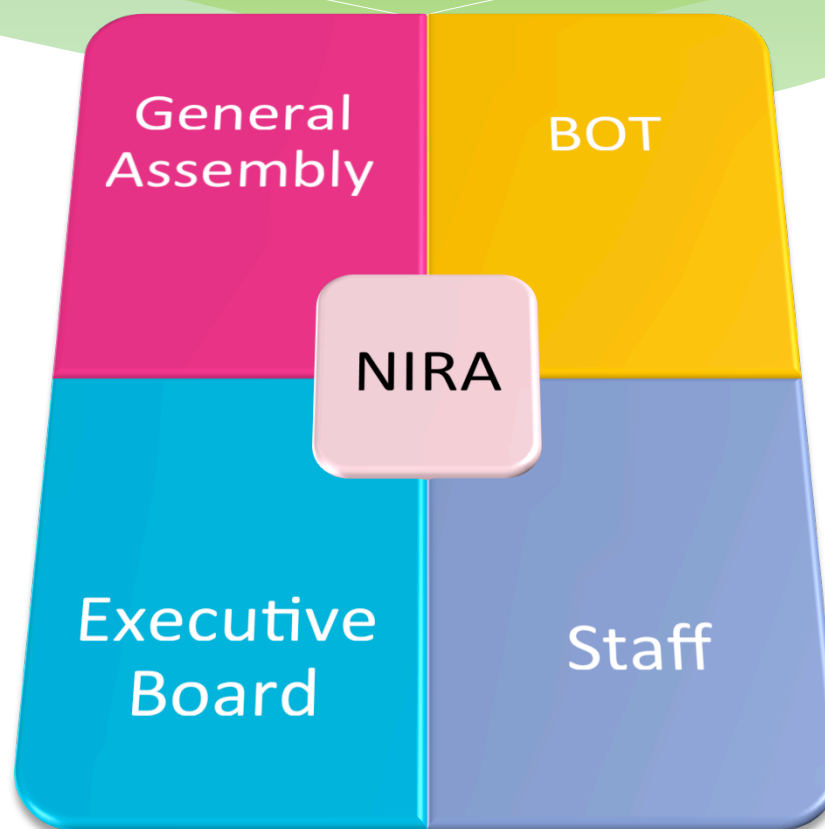 General
Assembly
BOT
NIRA
Executive
Board
Staff